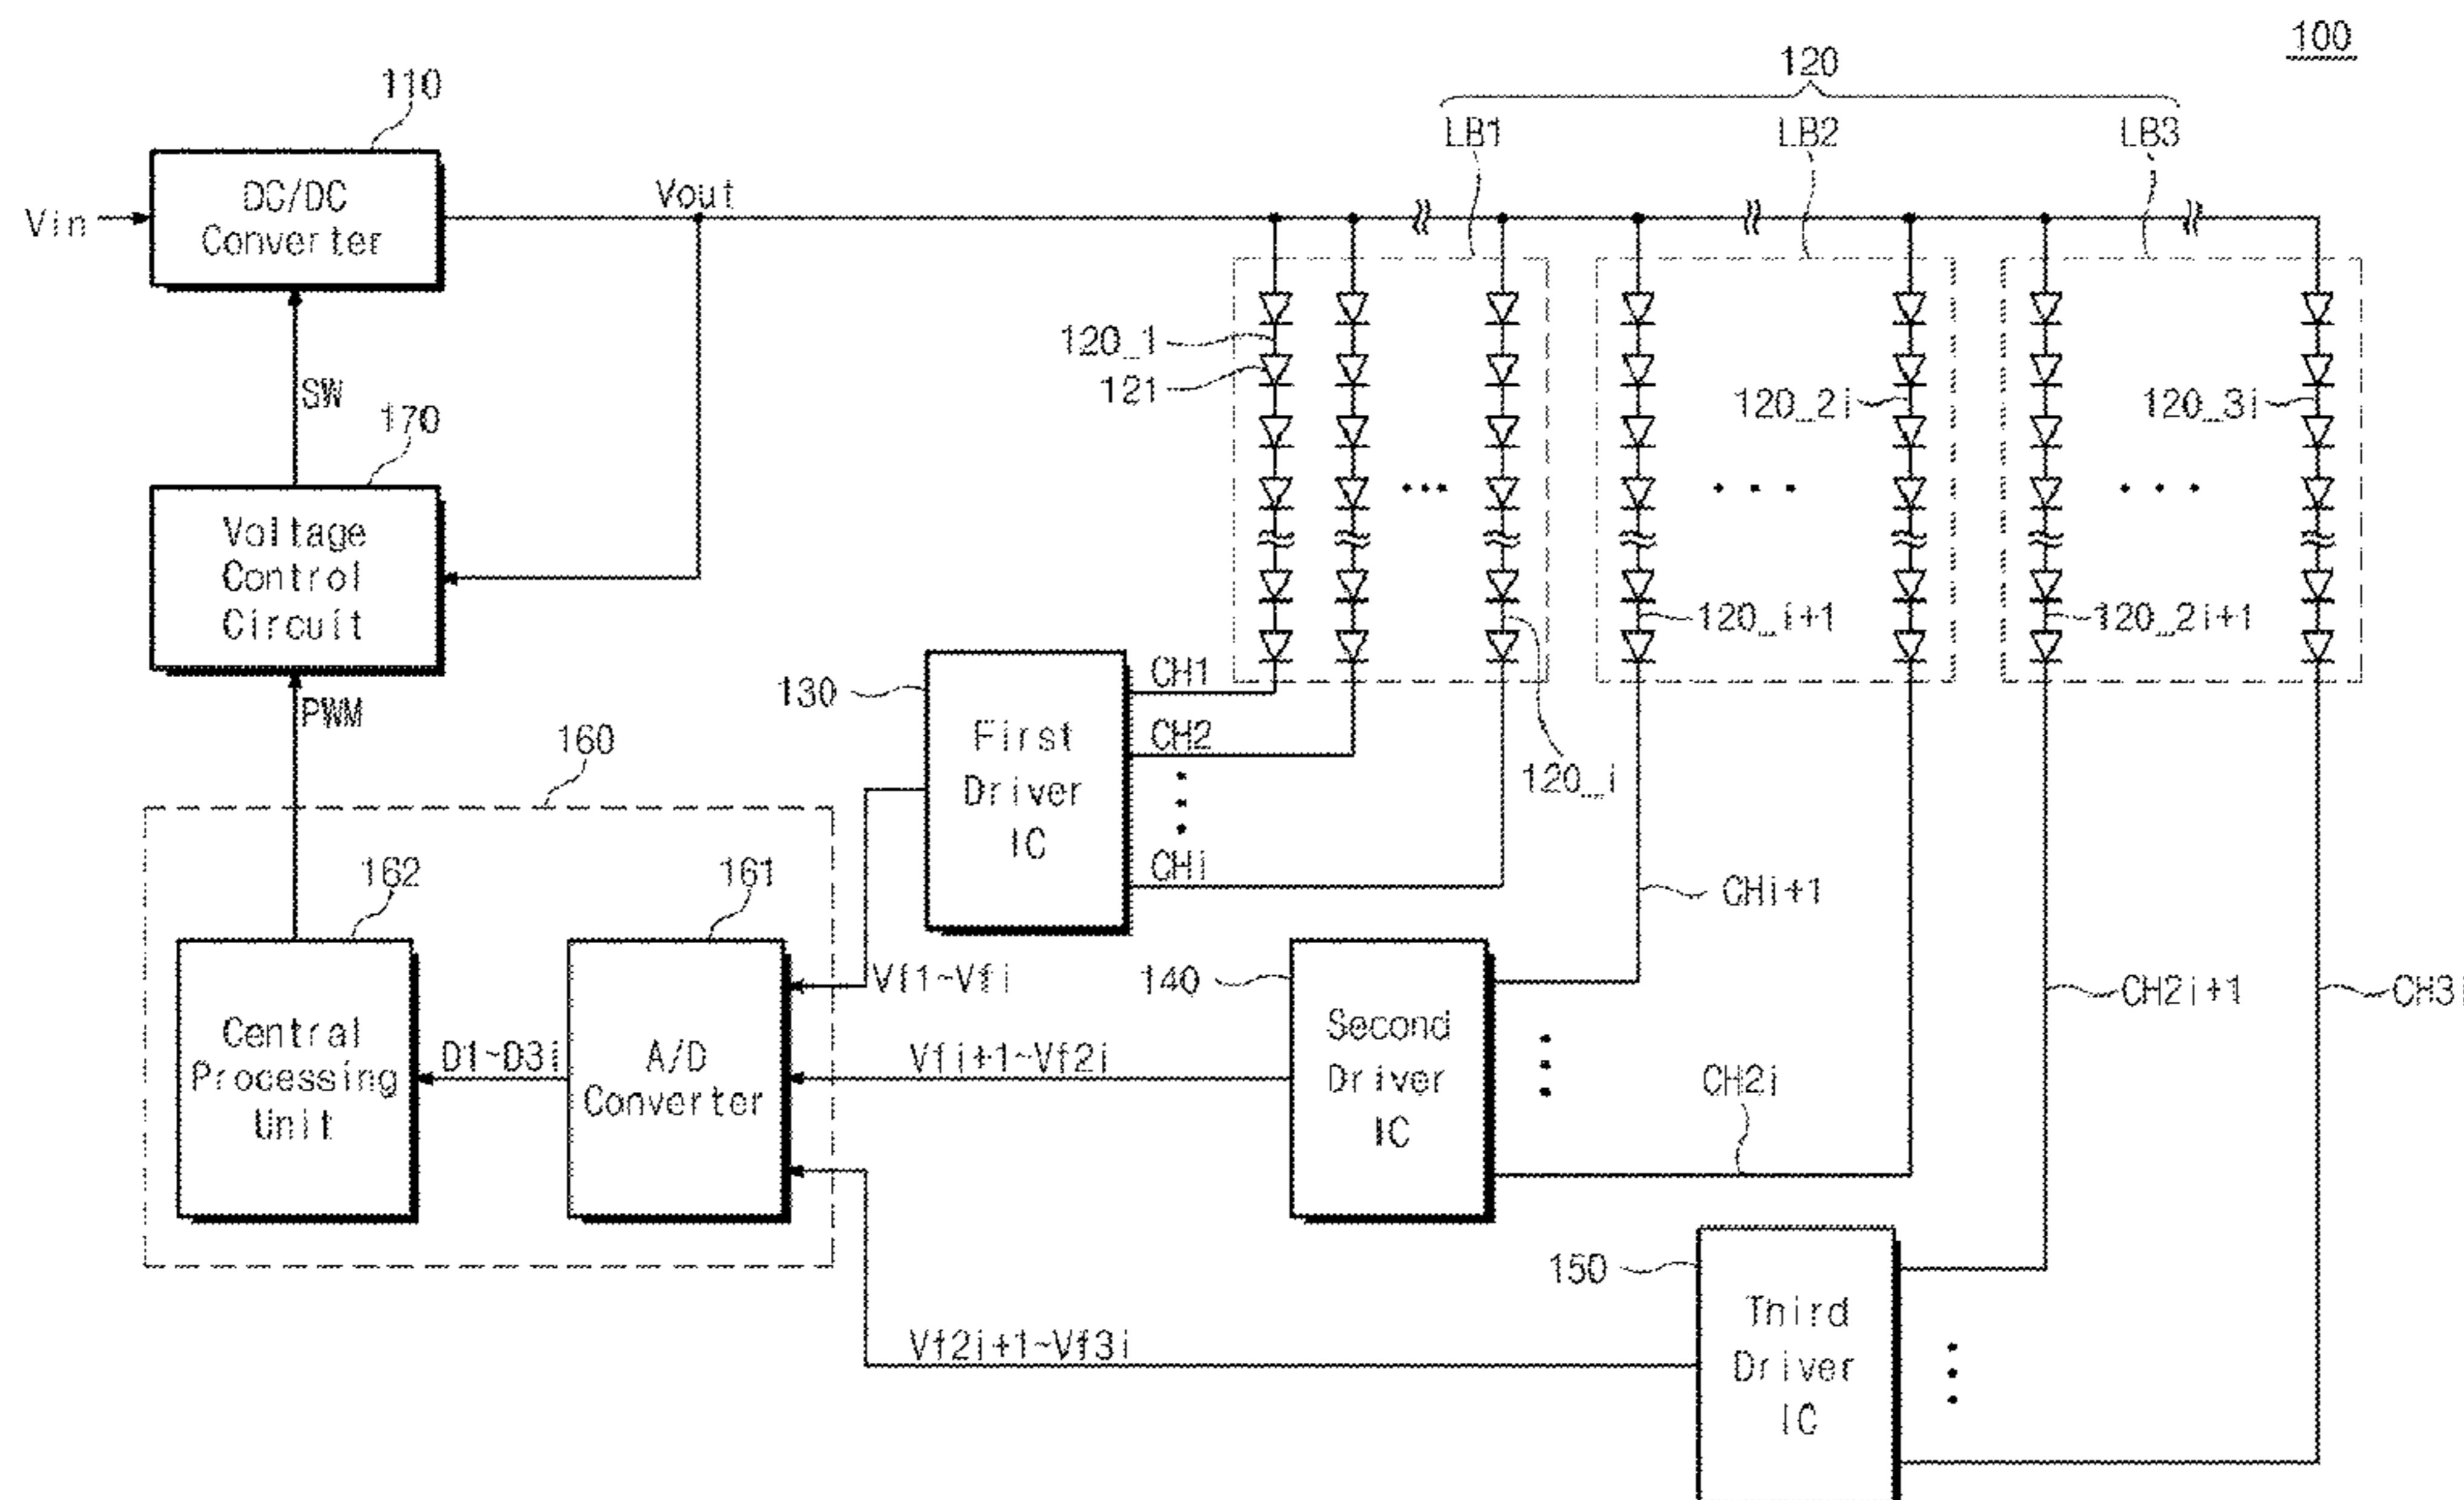 100
120
110
LB1
LB2
LB3
Vin
DC/DC
Converter
Vout
120_1
121
120_2i
120_3i
SW
170
Voltage
Control
Circuit
120_i+1
120_2i+1
PWM
130
CH1
CH2
First
Driver
IC
CHi
120_i
160
162
161
CHi+1
Vf1~Vfi
140
CH2i+1
CH3i
Central
Processing
Unit
D1~D3i
A/D
Converter
Vfi+1~Vf2i
Second
Driver
IC
CH2i
150
Third
Driver
IC
Vf2i+1~Vf3i